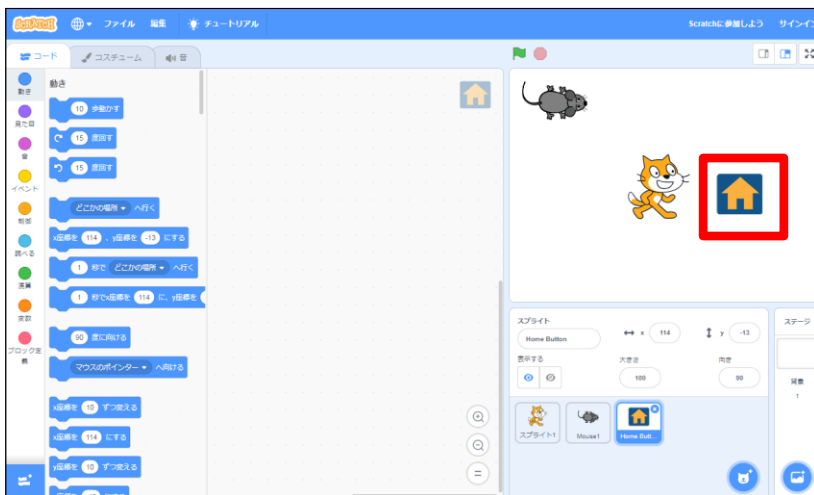 SCRATCH ファイル 編集 チュートリアル Scratchに参加しよう サインイン
コード コスチューム 音
動き
見た目
音
イベント
制御
調べる
演算
変数
ブロック定義
動き
10 歩動かす
15 度回す
15 度回す
どこかの場所 へ行く
x座標を 114 、y座標を -13 にする
1 秒で どこかの場所 へ行く
1 秒でx座標を 114 に、y座標を
90 度に向ける
マウスのポインター へ向ける
x座標を 10 ずつ変える
x座標を 114 にする
y座標を 10 ずつ変える
スプライト
Home Button x 114 y -13
表示する 大きさ 向き
100 90
スプライト1 Mouse1 Home Butt...
ステージ
背景
1